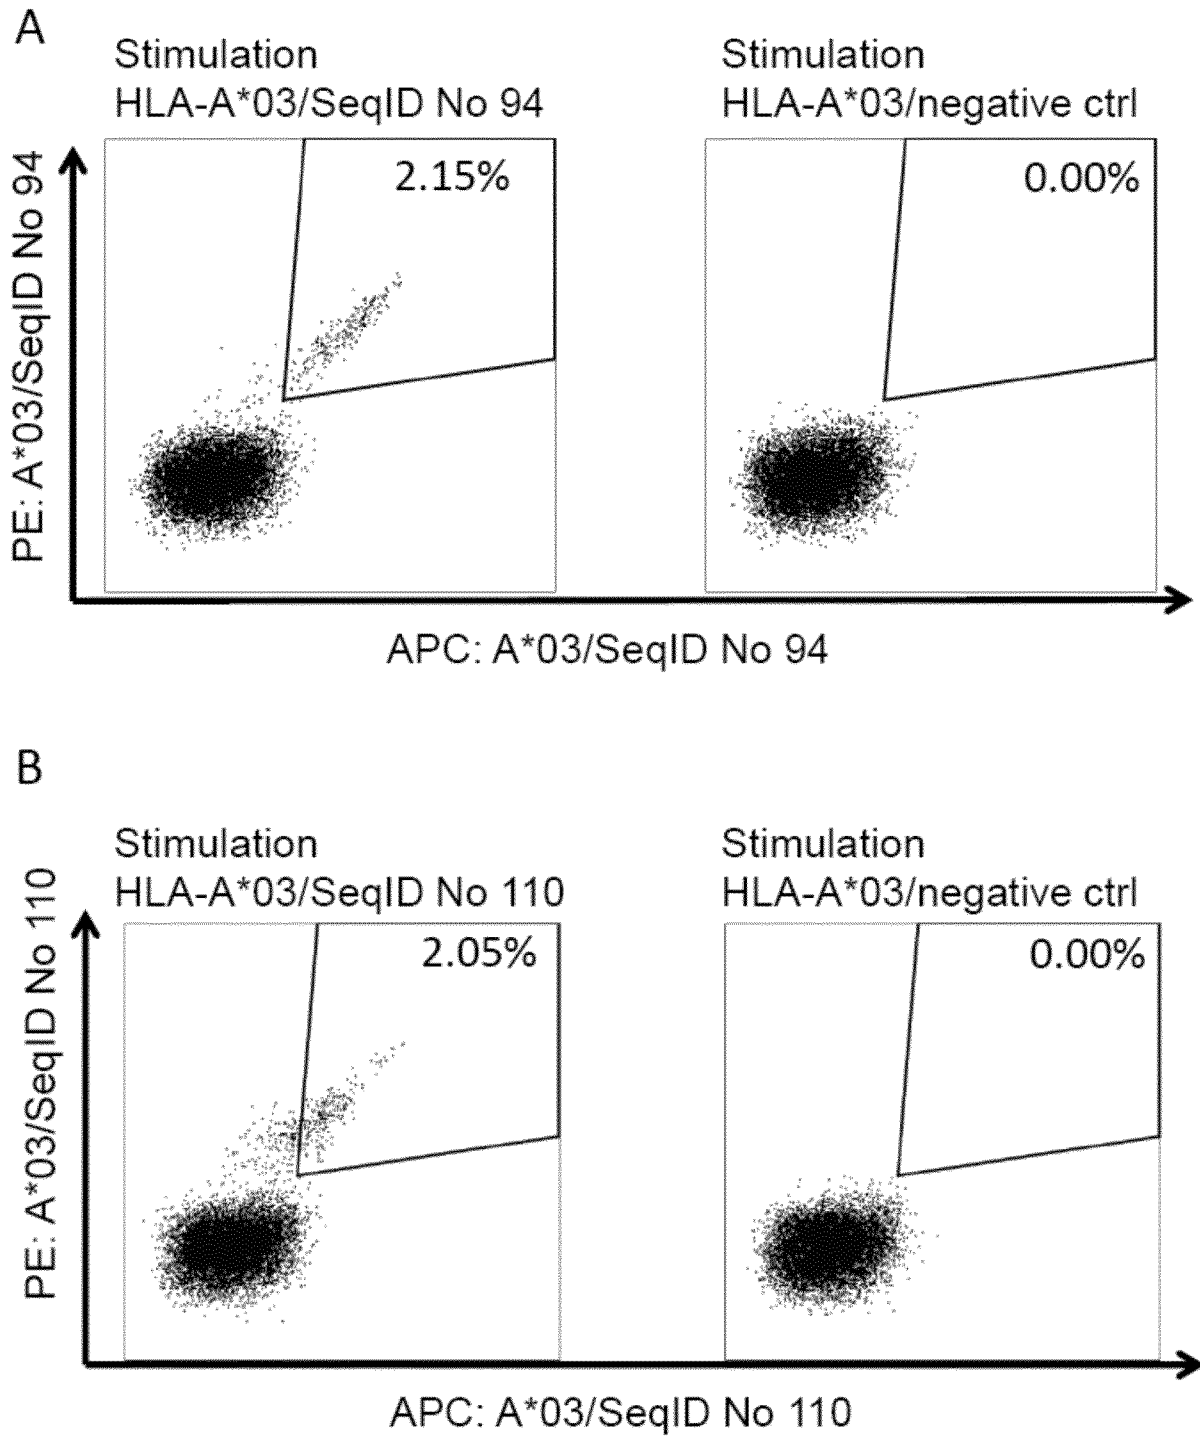 A
Stimulation
HLA-A*03/SeqID No 94
Stimulation
HLA-A*03/negative ctrl
PE: A*03/SeqID No 94
2.15%
0.00%
APC: A*03/SeqID No 94
B
Stimulation
HLA-A*03/SeqID No 110
Stimulation
HLA-A*03/negative ctrl
PE: A*03/SeqID No 110
2.05%
0.00%
APC: A*03/SeqID No 110